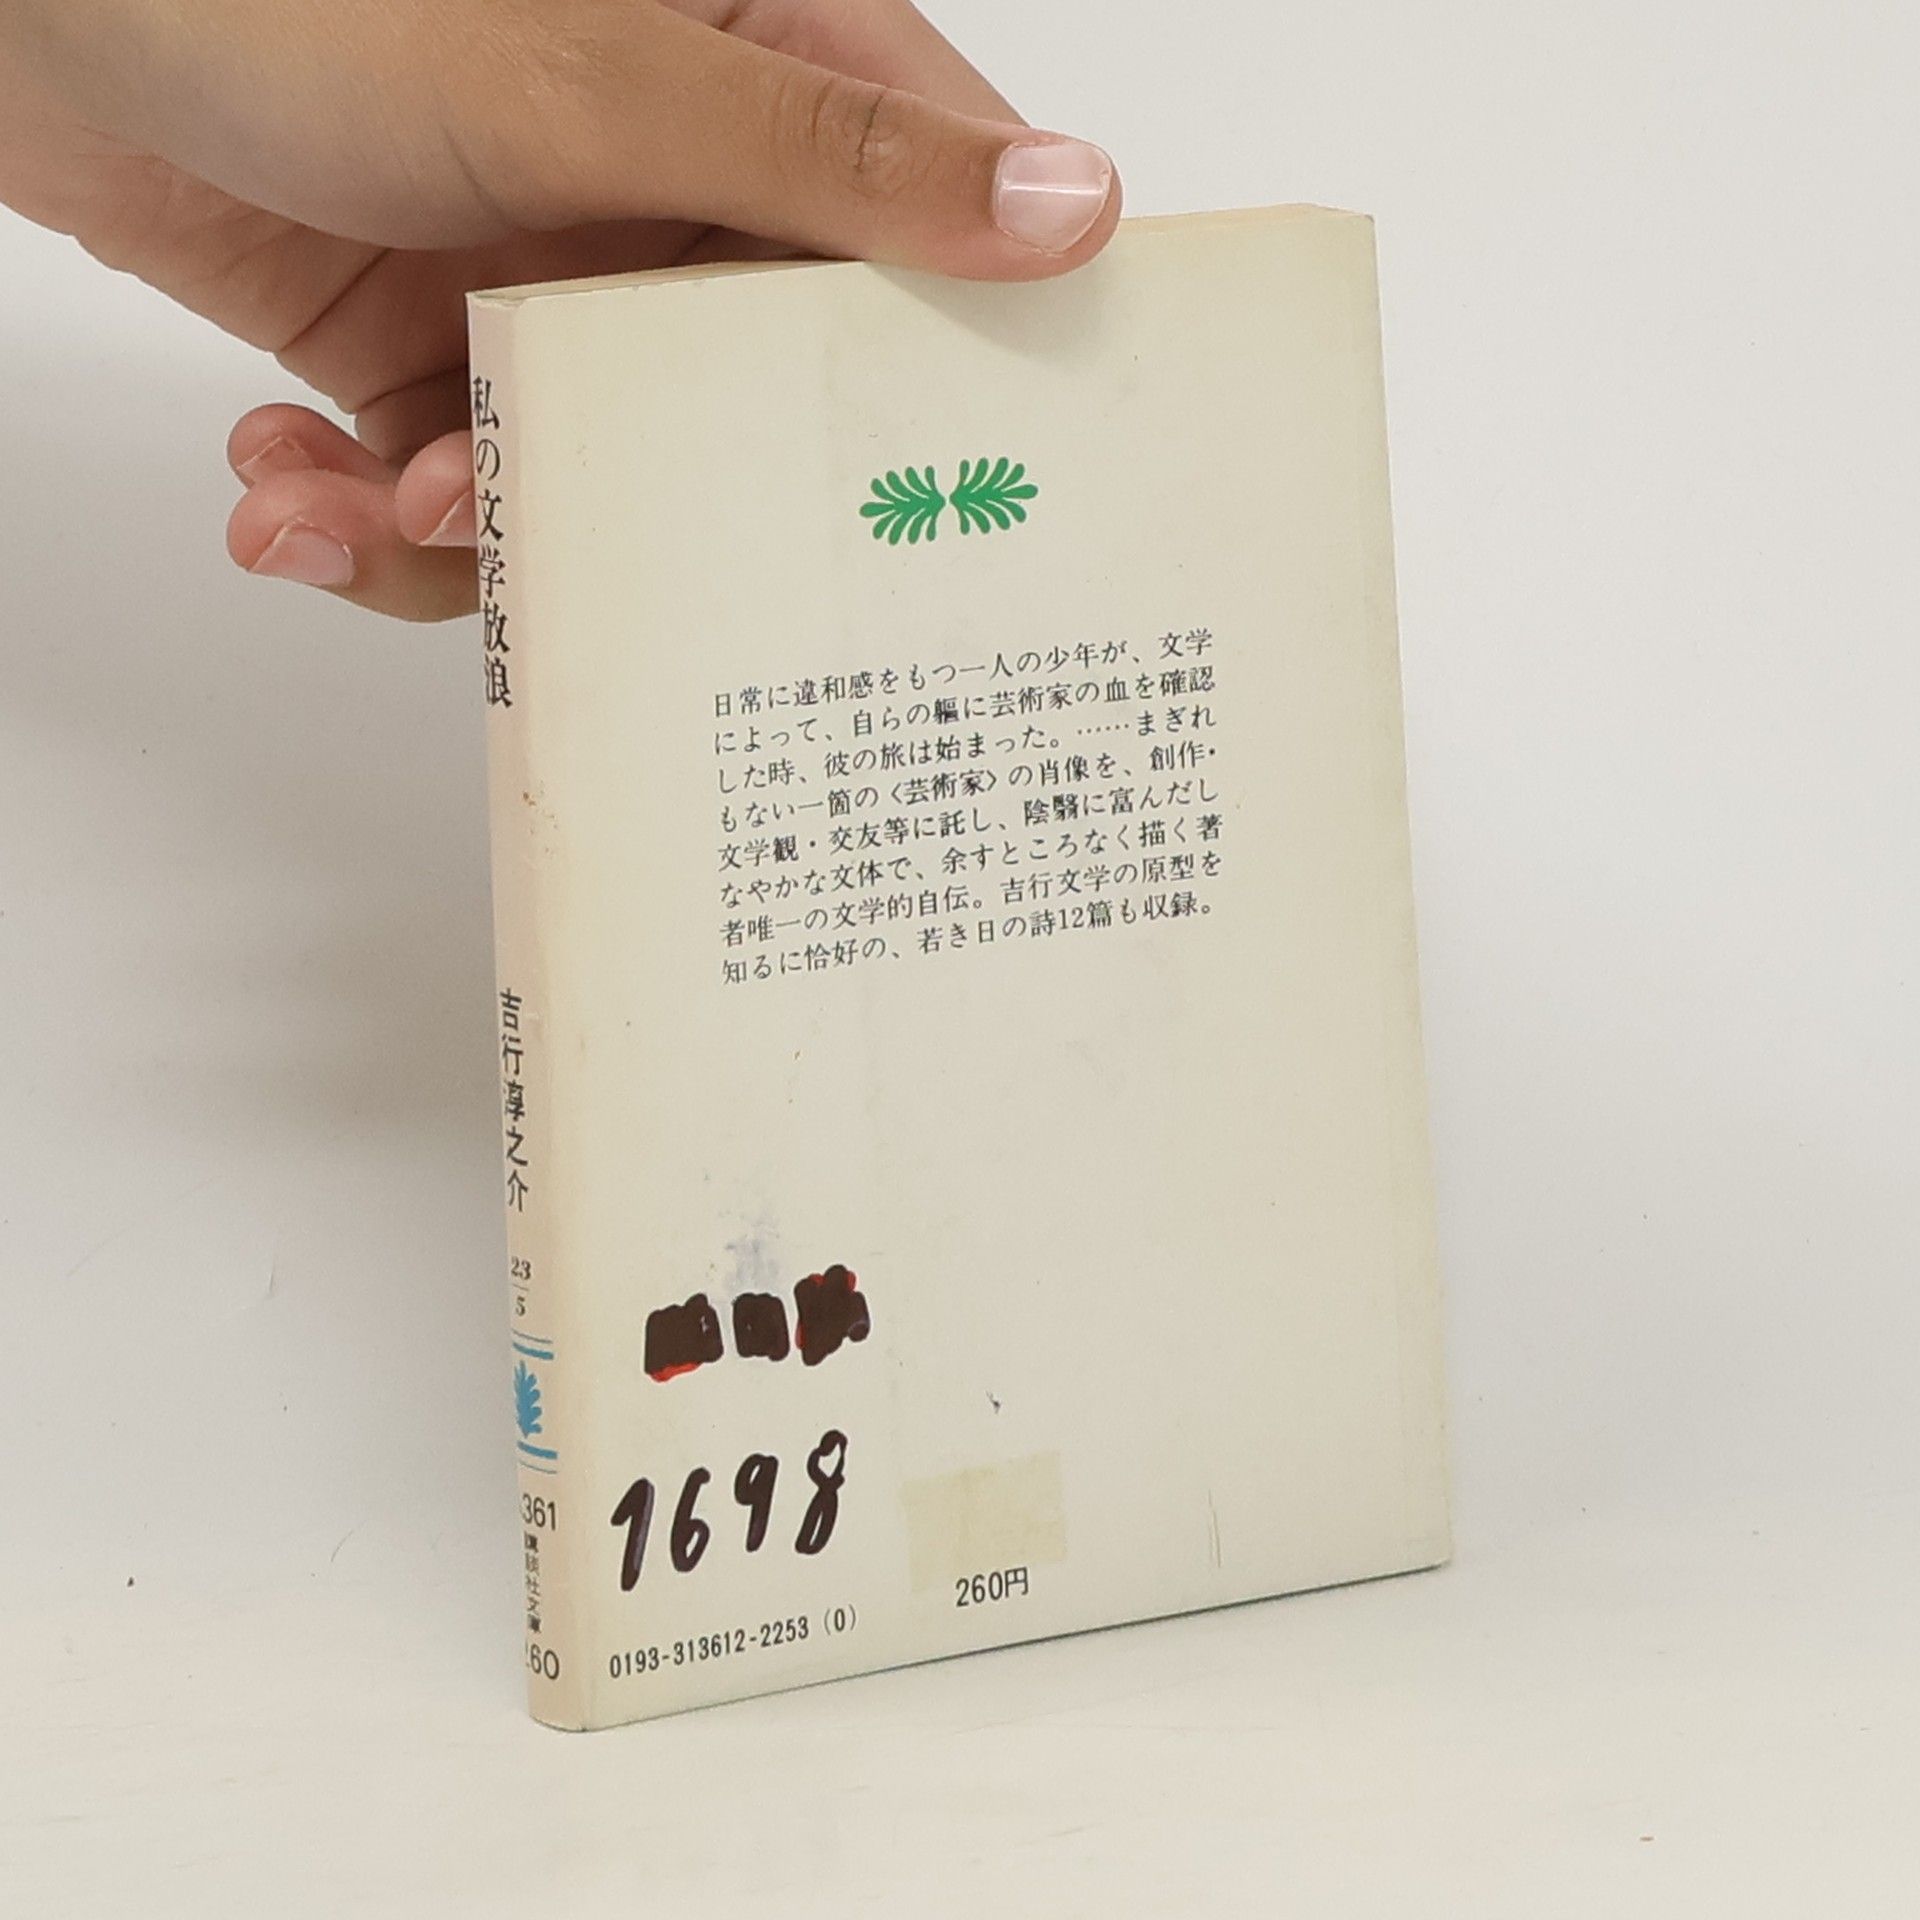 私の文学放浪
吉行淳之介
23
5
361
講談社文庫
260
日常に違和感をもつ一人の少年が、文学
によって、自らの軀に芸術家の血を確認
した時、彼の旅は始まった。……まぎれ
もない一箇の〈芸術家〉の肖像を、創作・
文学観・交友等に託し、陰翳に富んだし
なやかな文体で、余すところなく描く著
者唯一の文学的自伝。吉行文学の原型を
知るに恰好の、若き日の詩12篇も収録。
1698
260円
0193-313612-2253 (0)